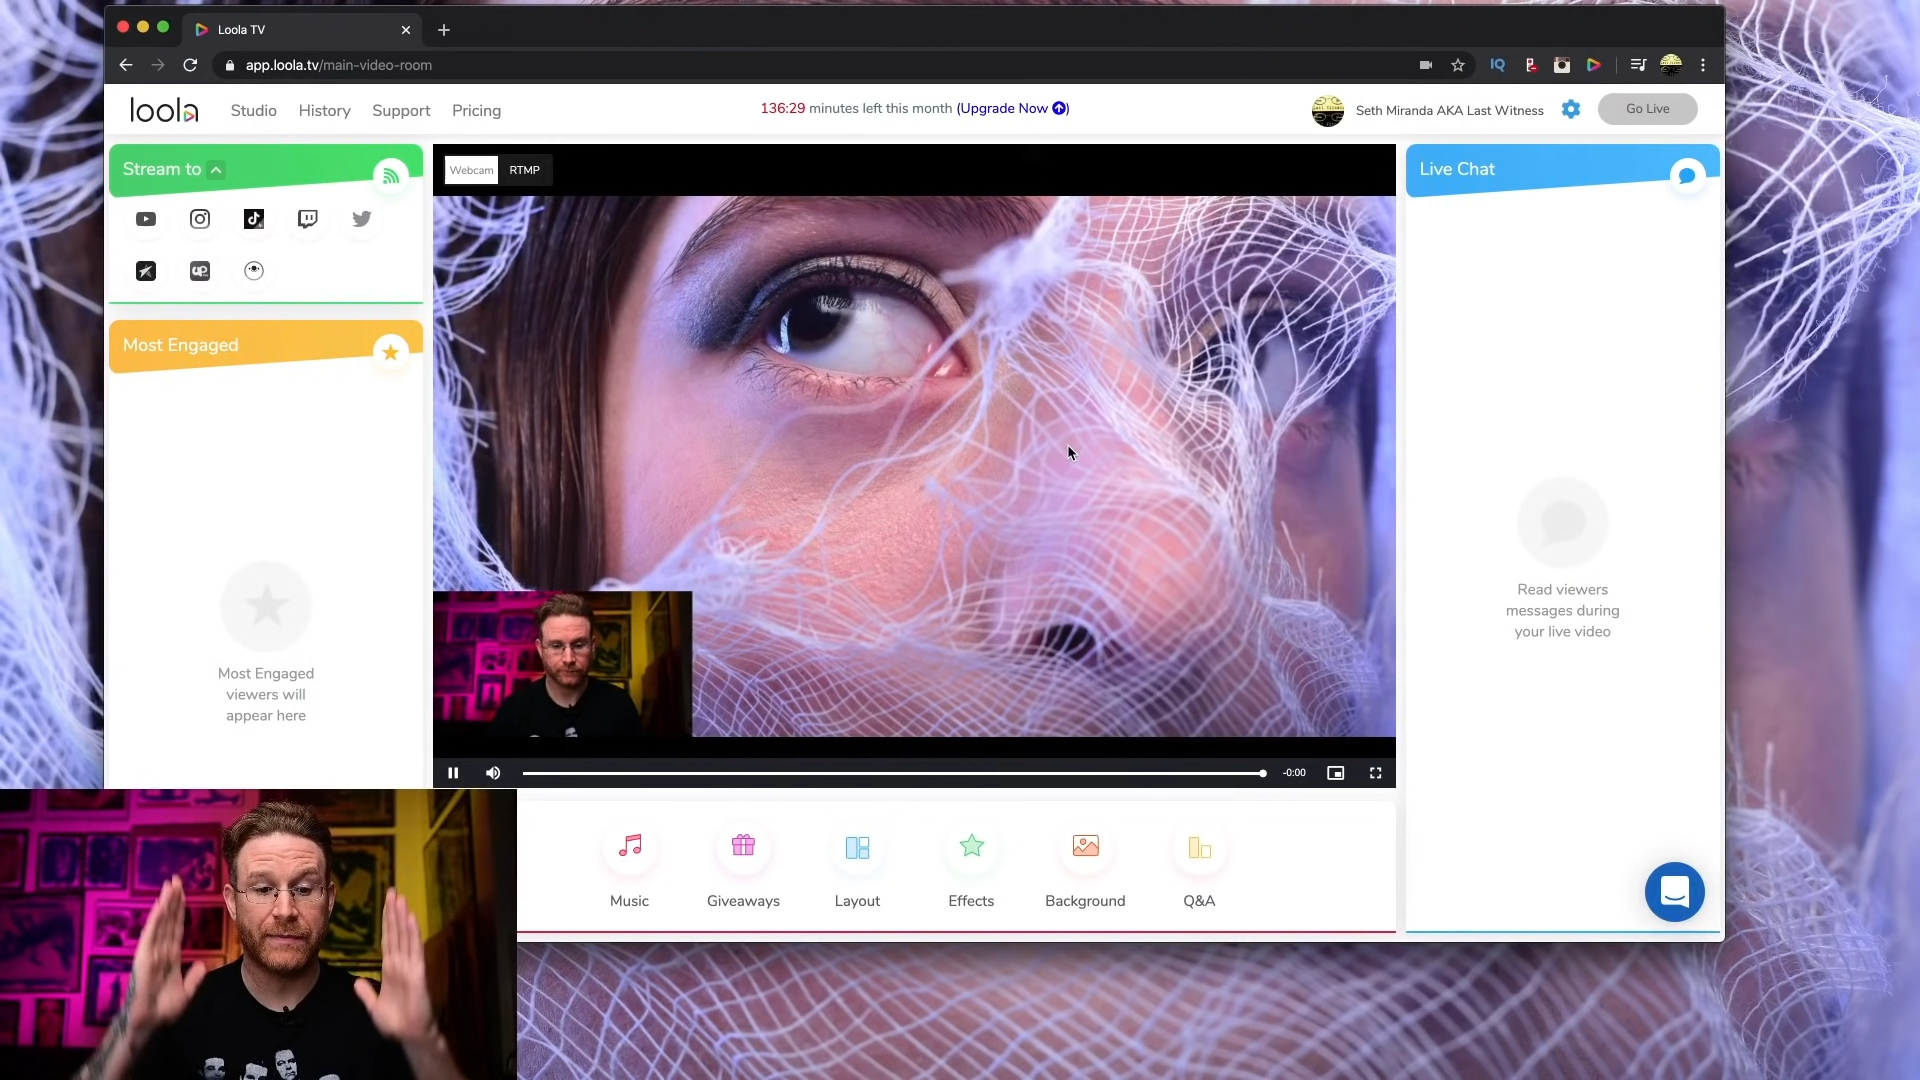 Loola TV
app.loola.tv/main-video-room
IQ
loola
Studio
History
Support
Pricing
136:29 minutes left this month (Upgrade Now)
Seth Miranda AKA Last Witness
Go Live
Stream to
Webcam
RTMP
Live Chat
UP
Most Engaged
Most Engaged
viewers will
appear here
Read viewers
messages during
your live video
-0:00
Music
Giveaways
Layout
Effects
Background
Q&A